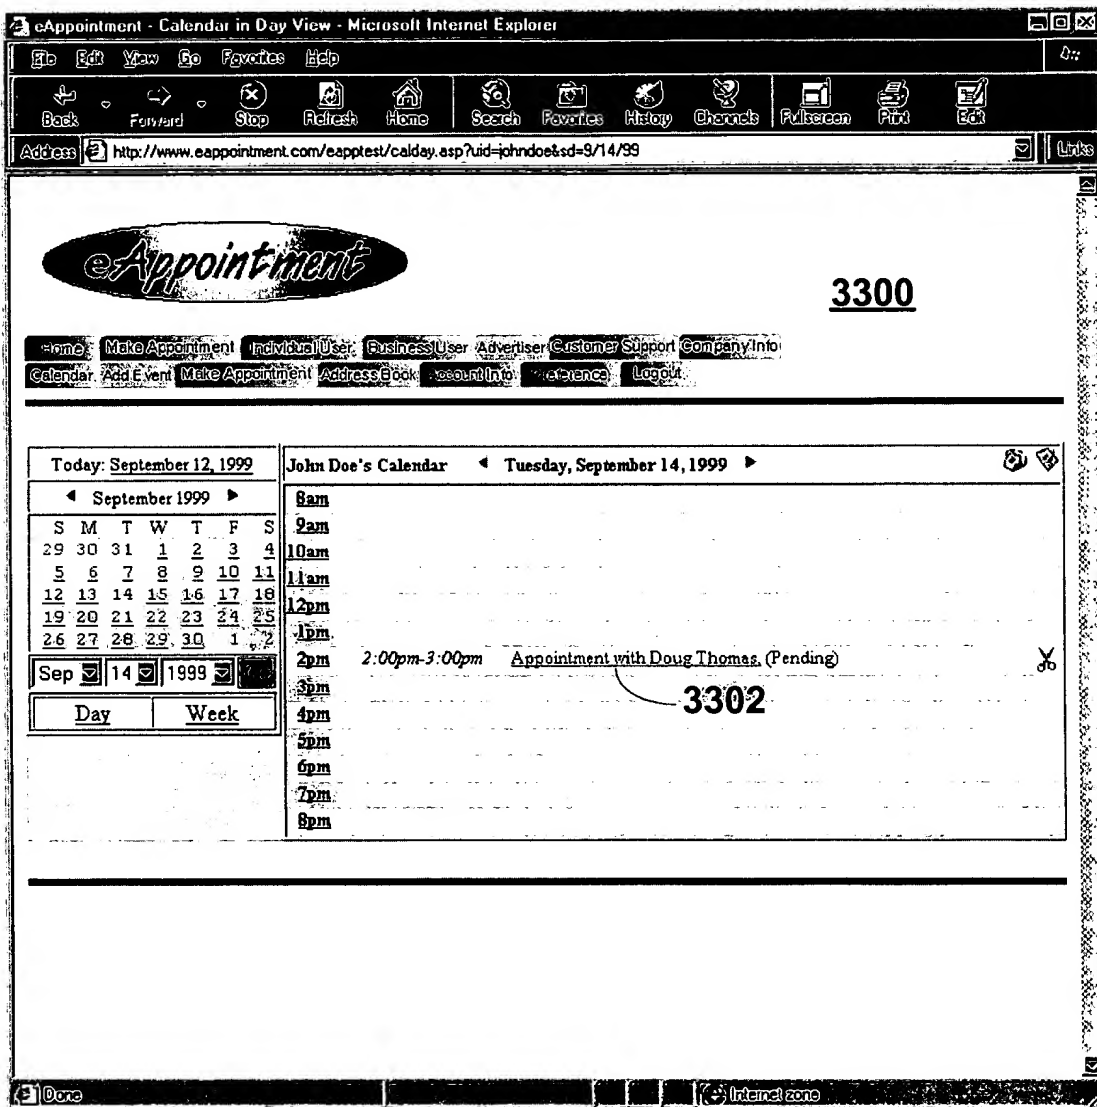 eAppointment - Calendar in Day View - Microsoft Internet Explorer
File Edit View Go Favorites Help
Back Forward Stop Refresh Home Search Favorites History Channels Fullscreen Print Edit
Address http://www.eappointment.com/eapptest/calday.asp?uid=johndoe&sd=9/14/99 Links
eAppointment
3300
Home Make Appointment Individual User Business User Advertiser Customer Support Company Info
Calendar Add Event Make Appointment Address Book Account Info Preference Logout
Today: September 12, 1999
John Doe's Calendar ◄ Tuesday, September 14, 1999 ►
◄ September 1999 ►
S M T W T F S
29 30 31 1 2 3 4
5 6 7 8 9 10 11
12 13 14 15 16 17 18
19 20 21 22 23 24 25
26 27 28 29 30 1 2
Sep 14 1999
Day Week
8am
9am
10am
11am
12pm
1pm
2pm 2:00pm-3:00pm Appointment with Doug Thomas. (Pending)
3pm
3302
4pm
5pm
6pm
7pm
8pm
Done Internet zone